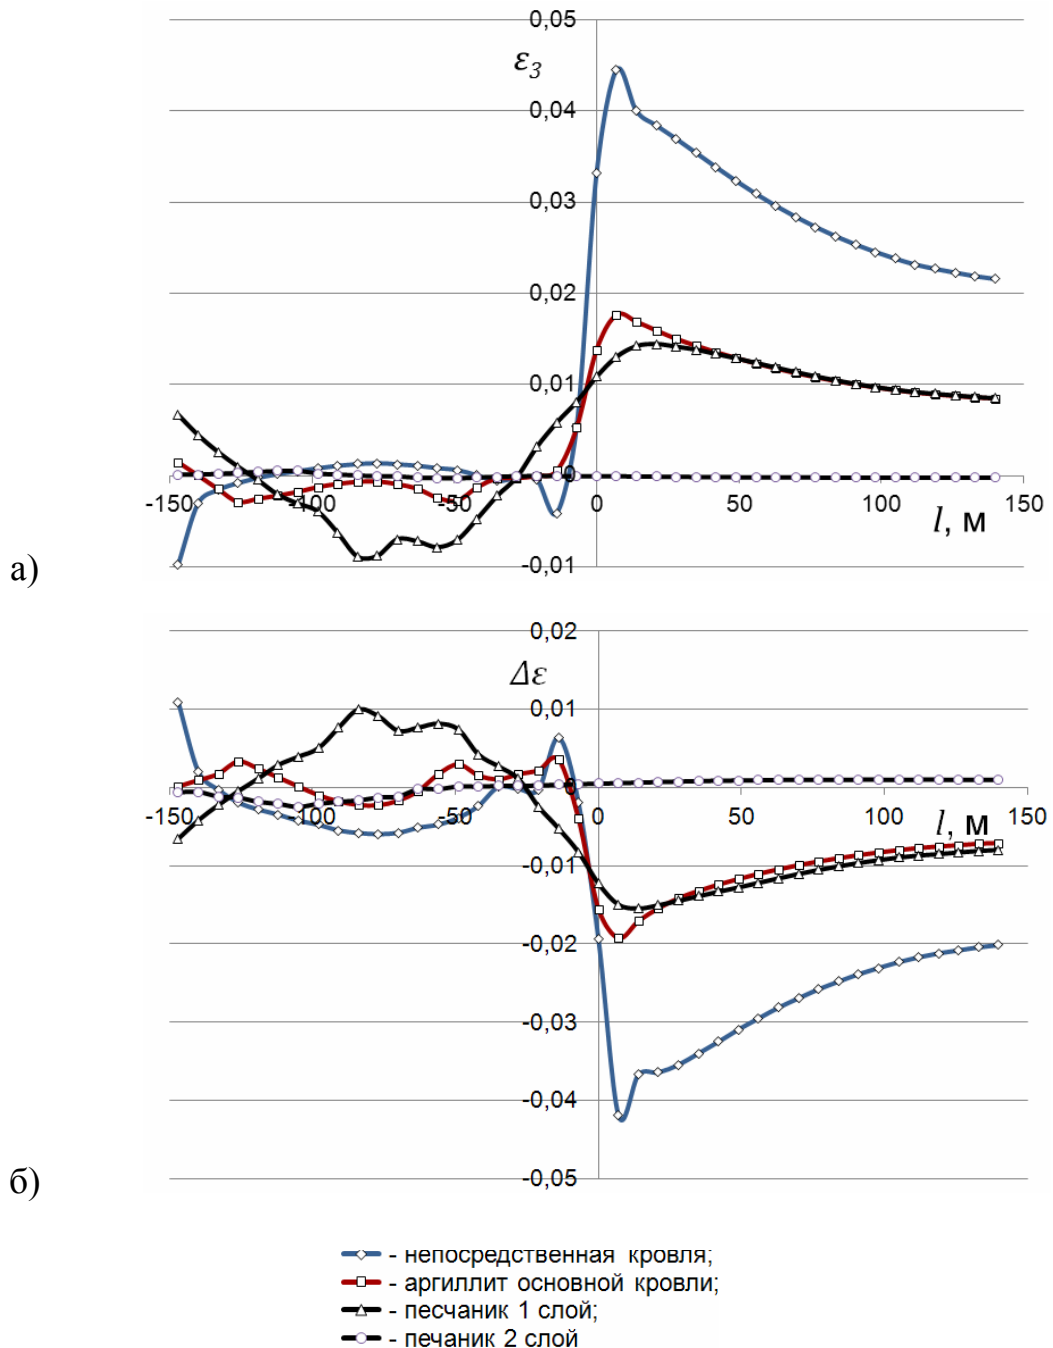 0,05
ε₃
0,04
0,03
0,02
0,01
0
-150 -100 -50 0 50 100 150
l, м
-0,01
а)
0,02
Δε
0,01
0
-150 -100 -50 0 50 100 150
l, м
-0,01
-0,02
-0,03
-0,04
-0,05
б)
- непосредственная кровля;
- аргиллит основной кровли;
- песчаник 1 слой;
- печаник 2 слой